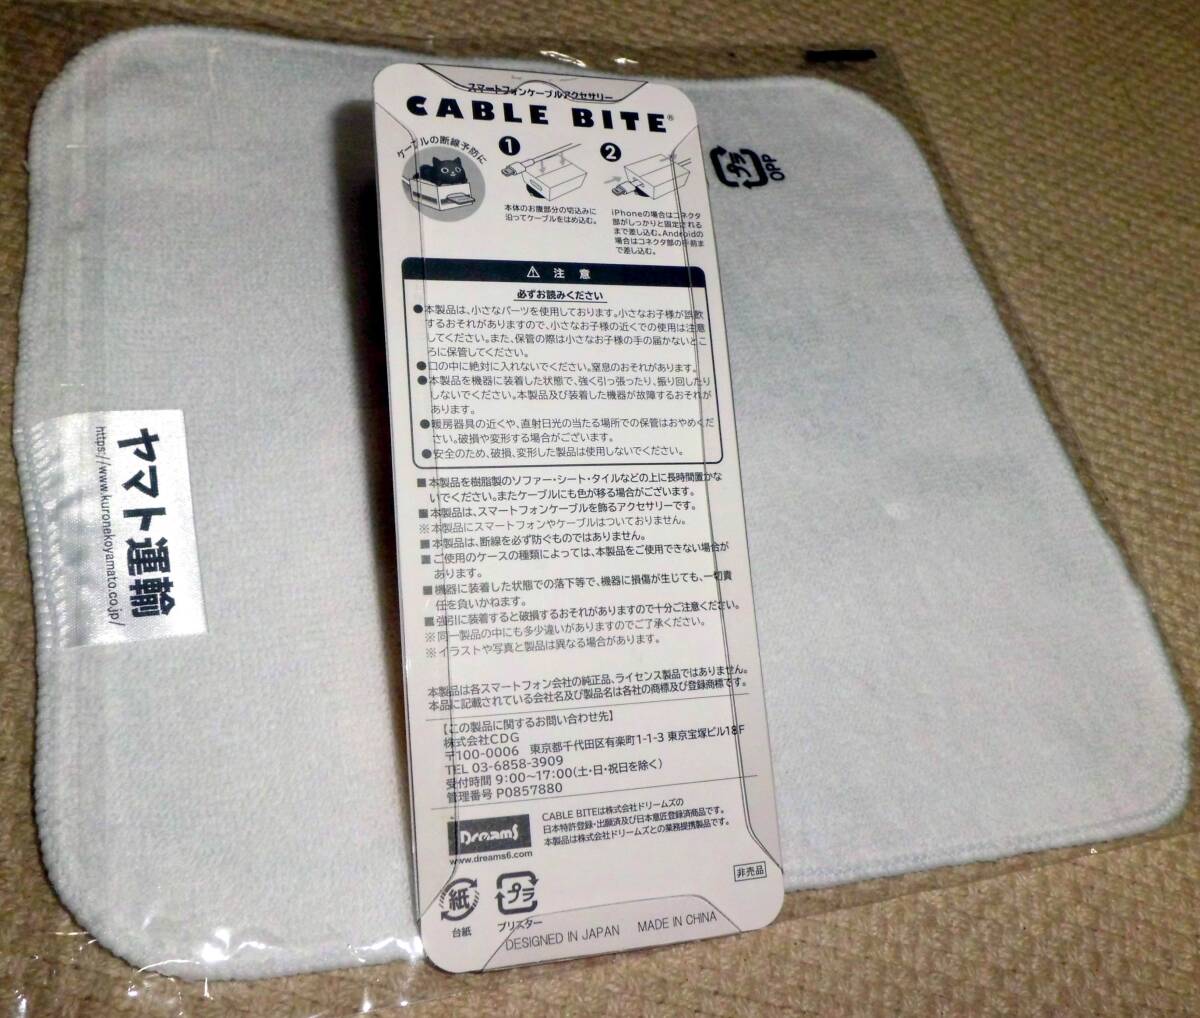 スマートフォンケーブルアクセサリー
CABLE BITE®
ケーブルの断線予防に
1
本体のお腹部分の切込みに
沿ってケーブルをはめ込む。
2
iPhoneの場合はコネクタ
部がしっかりと固定される
まで差し込む。Androidの
場合はコネクタ部の手前ま
で差し込む。
⚠ 注意
必ずお読みください
●本製品は、小さなパーツを使用しております。小さなお子様が誤飲
するおそれがありますので、小さなお子様の近くでの使用は注意
してください。また、保管の際は小さなお子様の手の届かないとこ
ろに保管してください。
●口の中に絶対に入れないでください。窒息のおそれがあります。
●本製品を機器に装着した状態で、強く引っ張ったり、振り回したり
しないでください。本製品及び装着した機器が故障するおそれが
あります。
●暖房器具の近くや、直射日光の当たる場所での保管はおやめくだ
さい。破損や変形する場合がございます。
●安全のため、破損、変形した製品は使用しないでください。
■本製品を樹脂製のソファー・シート・タイルなどの上に長時間置かな
いでください。またケーブルにも色が移る場合がございます。
■本製品は、スマートフォンケーブルを飾るアクセサリーです。
※本製品にスマートフォンやケーブルはついておりません。
■本製品は、断線を必ず防ぐものではありません。
■ご使用のケースの種類によっては、本製品をご使用できない場合が
あります。
■機器に装着した状態での落下等で、機器に損傷が生じても、一切責
任を負いかねます。
■強引に装着すると破損するおそれがありますので十分ご注意ください。
※同一製品の中にも多少違いがありますのでご了承ください。
※イラストや写真と製品は異なる場合があります。
本製品は各スマートフォン会社の純正品、ライセンス製品ではありません。
本品に記載されている会社名及び製品名は各社の商標及び登録商標です。
【この製品に関するお問い合わせ先】
株式会社CDG
〒100-0006 東京都千代田区有楽町1-1-3 東京宝塚ビル18F
TEL 03-6858-3909
受付時間 9:00〜17:00(土・日・祝日を除く)
管理番号 P0857880
Dreams
www.dreams6.com
CABLE BITEは株式会社ドリームズの
日本特許登録・出願済及び日本意匠登録済商品です。
本製品は株式会社ドリームズとの業務提携製品です。
非売品
紙
台紙
プラ
ブリスター
DESIGNED IN JAPAN MADE IN CHINA
プラ
OPP
ヤマト運輸
https://www.kuronekoyamato.co.jp/